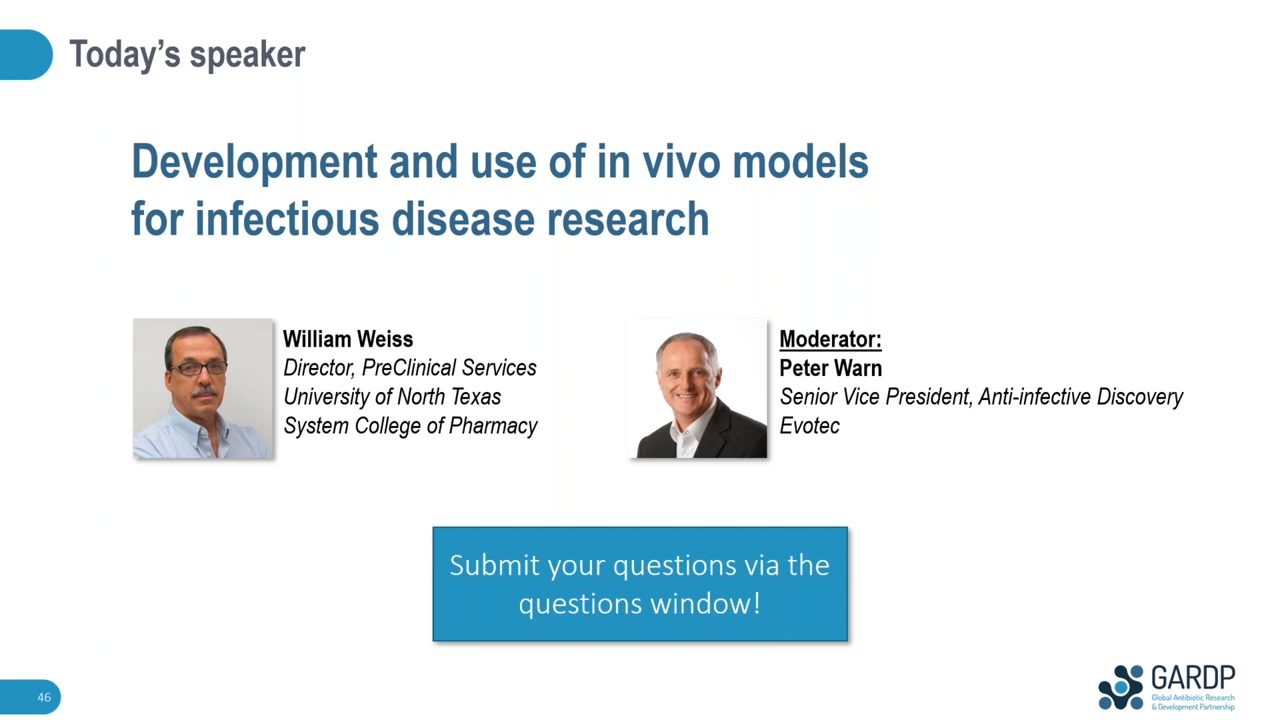 Today's speaker
Development and use of in vivo models
for infectious disease research
William Weiss
Director, PreClinical Services
University of North Texas
System College of Pharmacy
Moderator:
Peter Warn
Senior Vice President, Anti-infective Discovery
Evotec
Submit your questions via the
questions window!
46
GARDP
Global Antibiotic Research
& Development Partnership